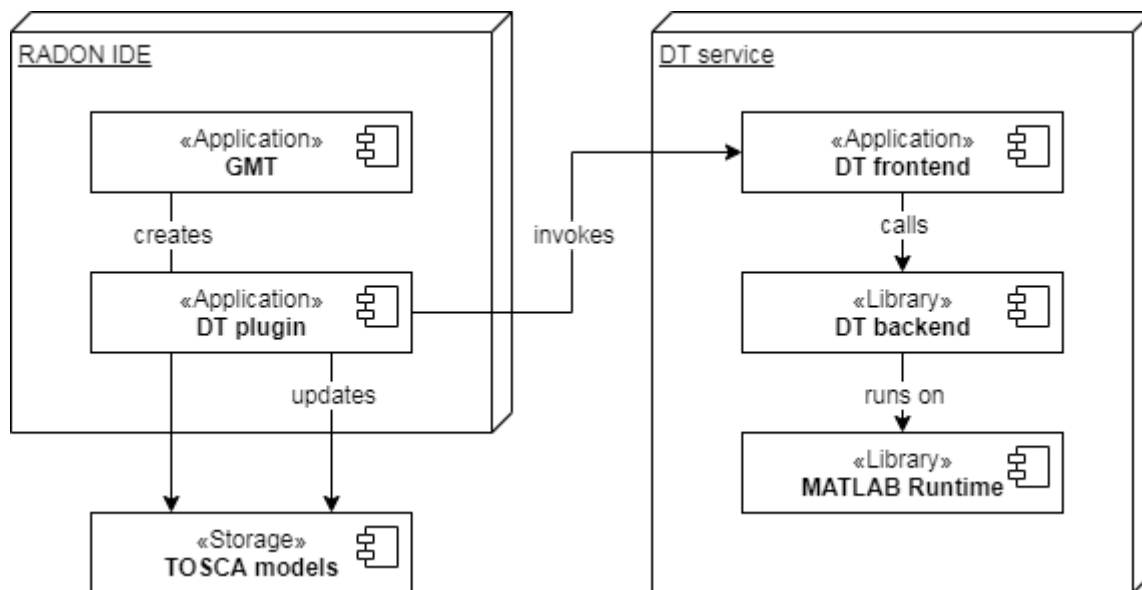 RADON IDE
«Application»
GMT
creates
«Application»
DT plugin
updates
«Storage»
TOSCA models
invokes
DT service
«Application»
DT frontend
calls
«Library»
DT backend
runs on
«Library»
MATLAB Runtime